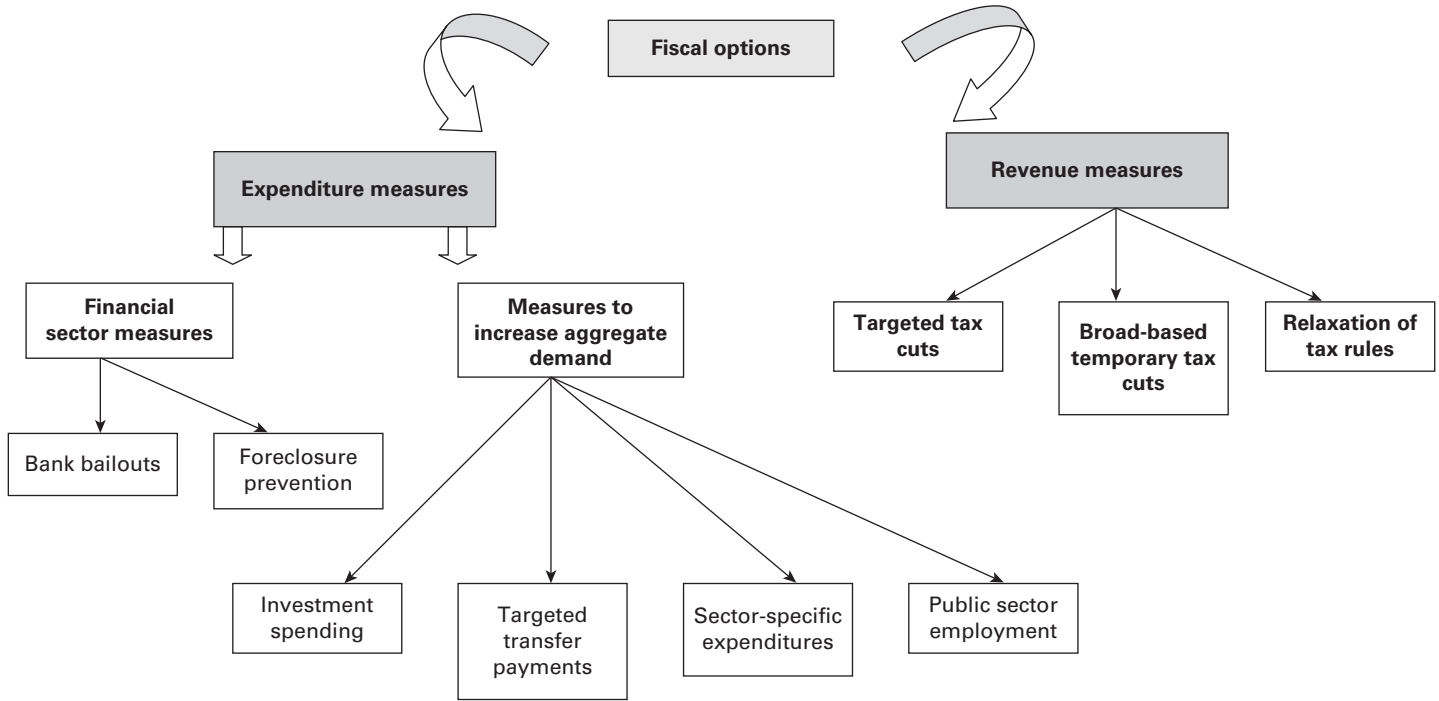 Fiscal options
Expenditure measures
Revenue measures
Financial
sector measures
Measures to
increase aggregate
demand
Targeted tax
cuts
Broad-based
temporary tax
cuts
Relaxation of
tax rules
Bank bailouts
Foreclosure
prevention
Investment
spending
Targeted
transfer
payments
Sector-specific
expenditures
Public sector
employment